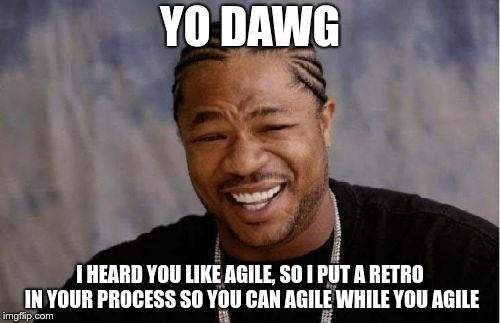 YO DAWG
I HEARD YOU LIKE AGILE, SO I PUT A RETRO
IN YOUR PROCESS SO YOU CAN AGILE WHILE YOU AGILE
imgflip.com